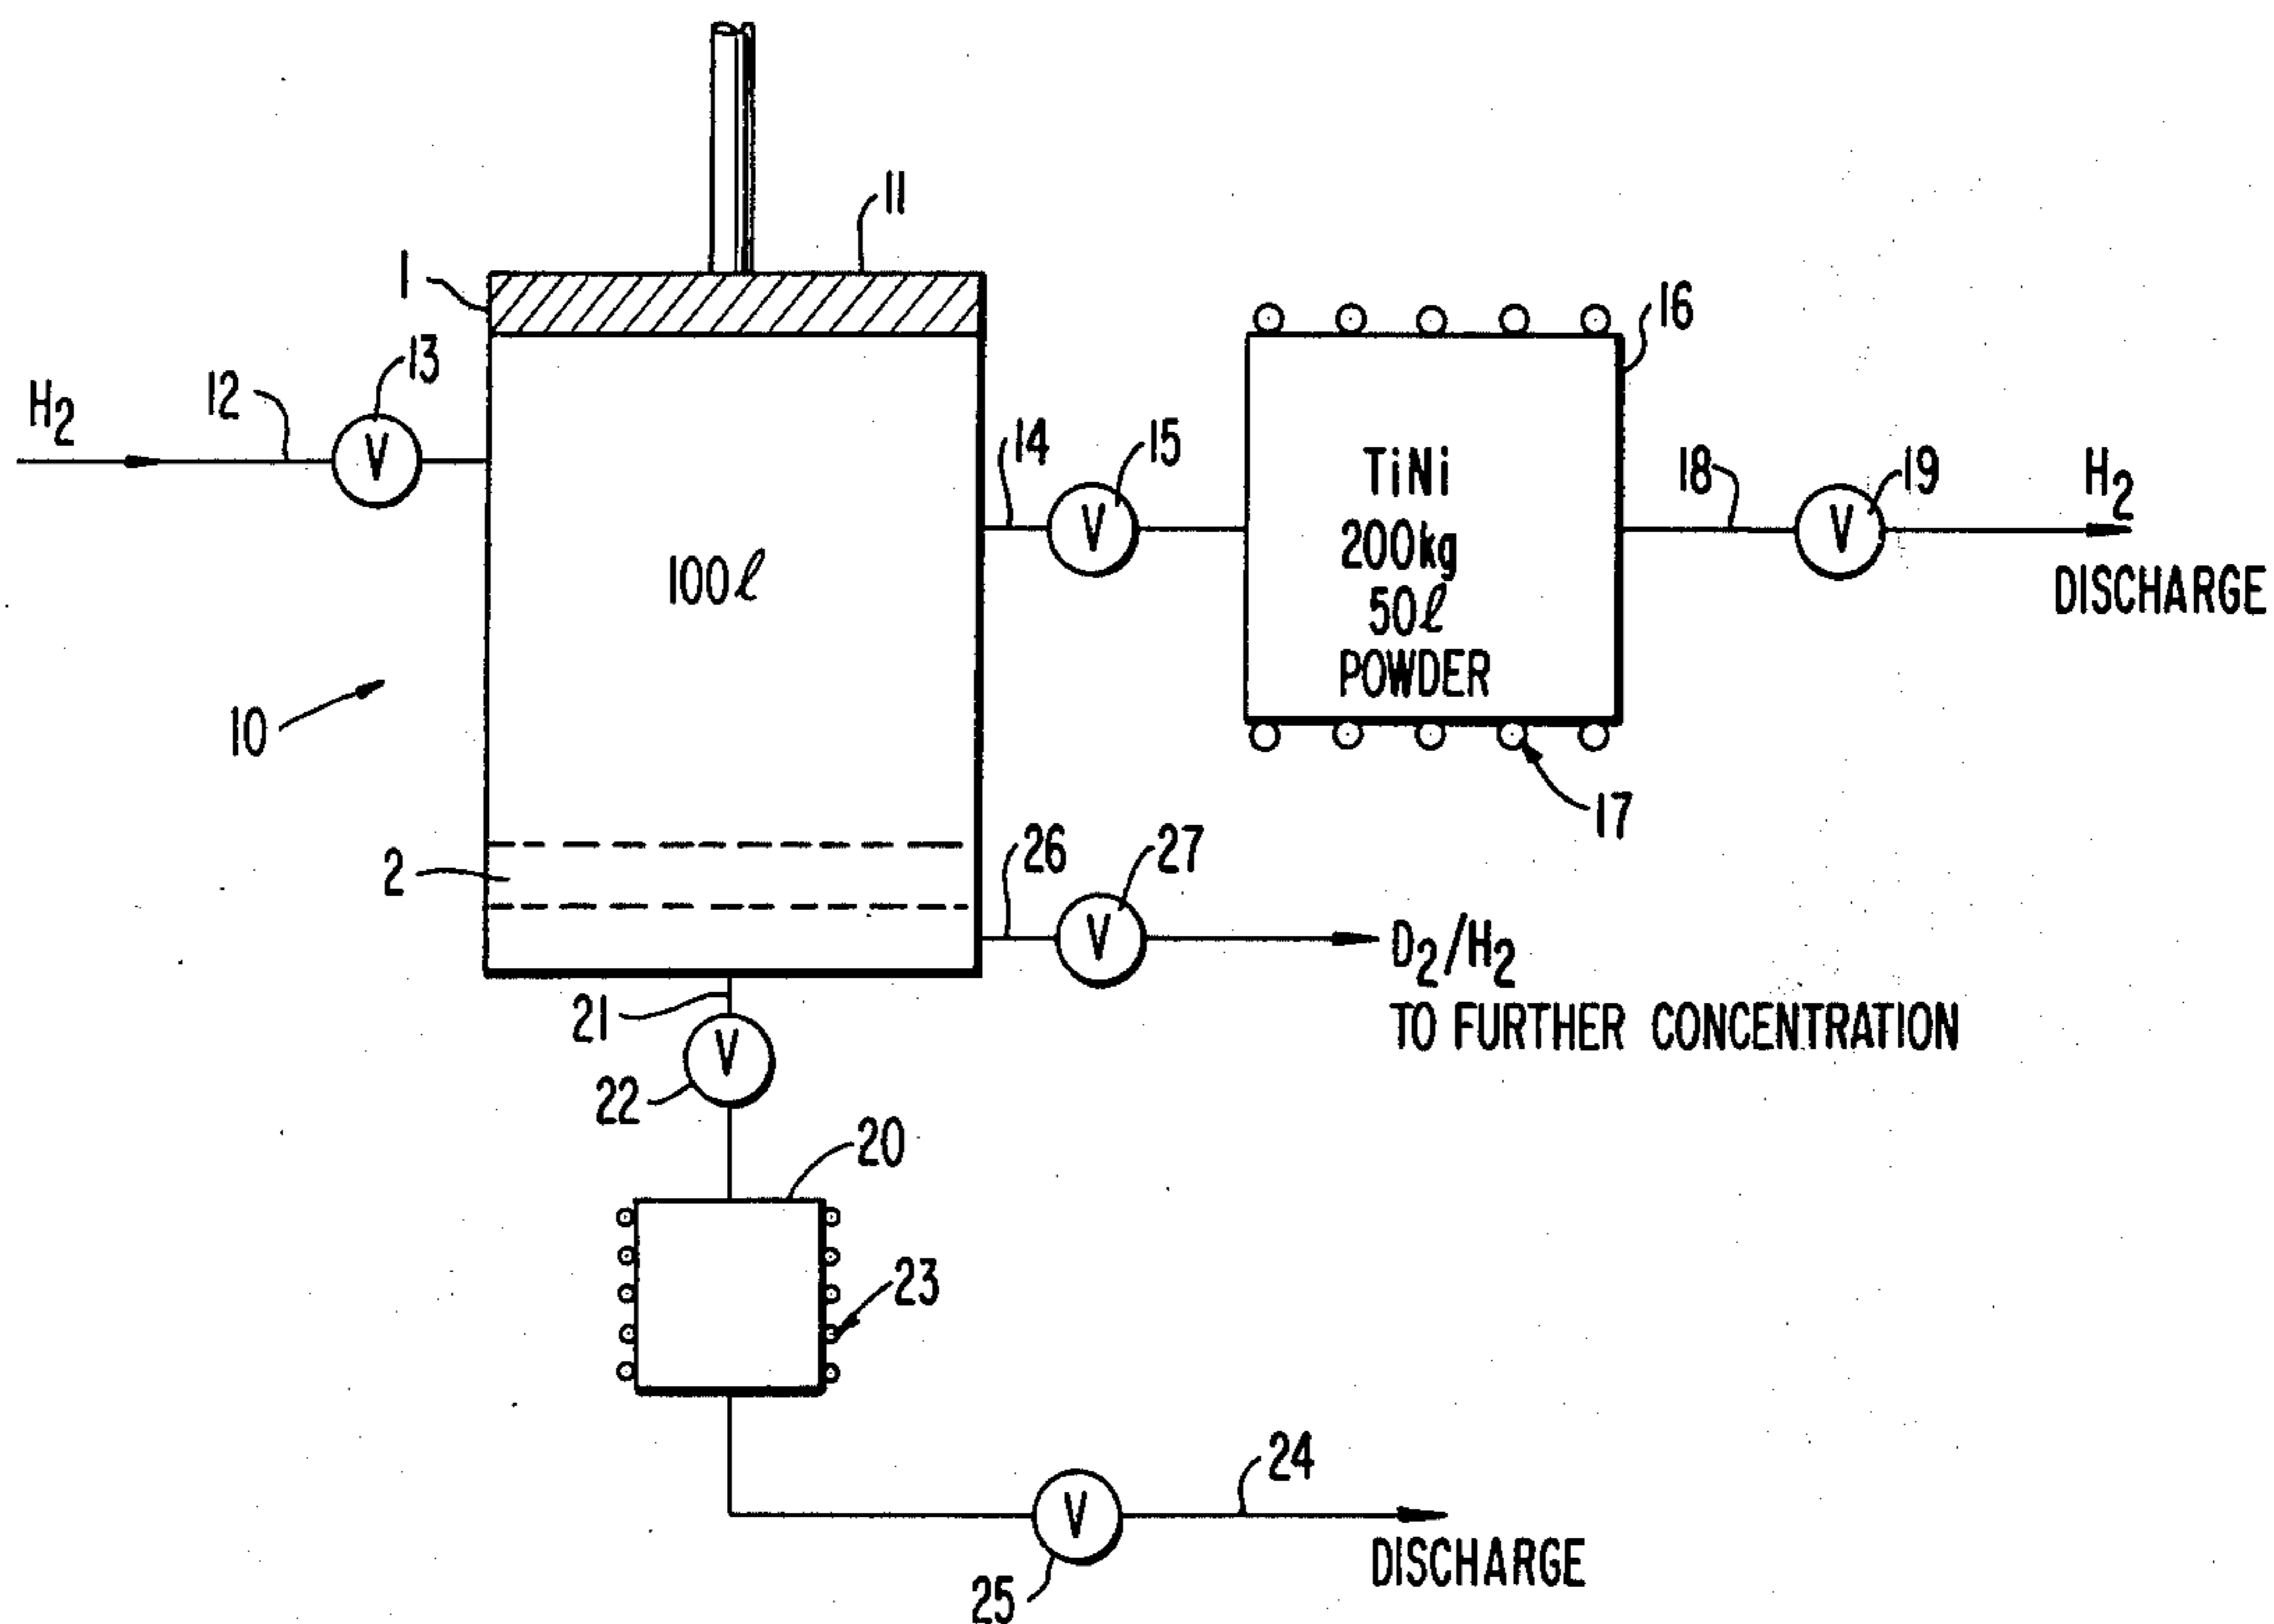 11
1
13
12
H2
V
16
14
15
V
TiNi
200kg
50ℓ
POWDER
18
19
V
H2
DISCHARGE
100ℓ
10
17
2
26
27
V
D2/H2
TO FURTHER CONCENTRATION
21
V
22
20
23
24
V
DISCHARGE
25